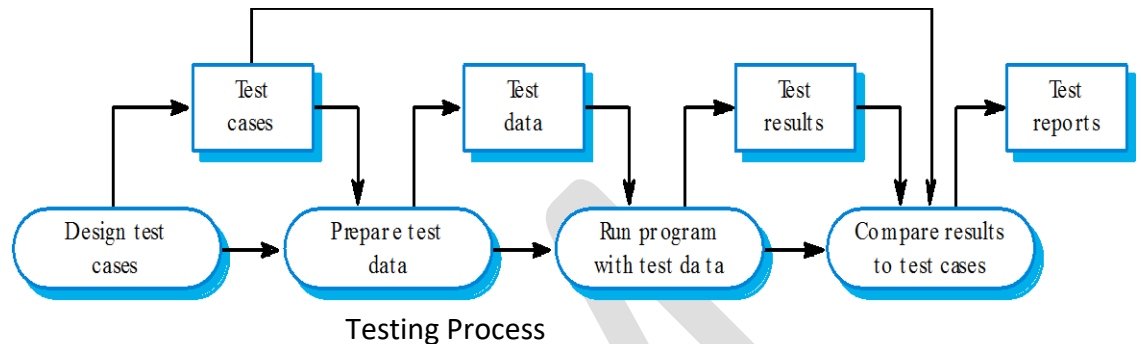 Test
cases
Test
data
Test
results
Test
reports
Design test
cases
Prepare test
data
Run program
with test data
Compare results
to test cases
Testing Process